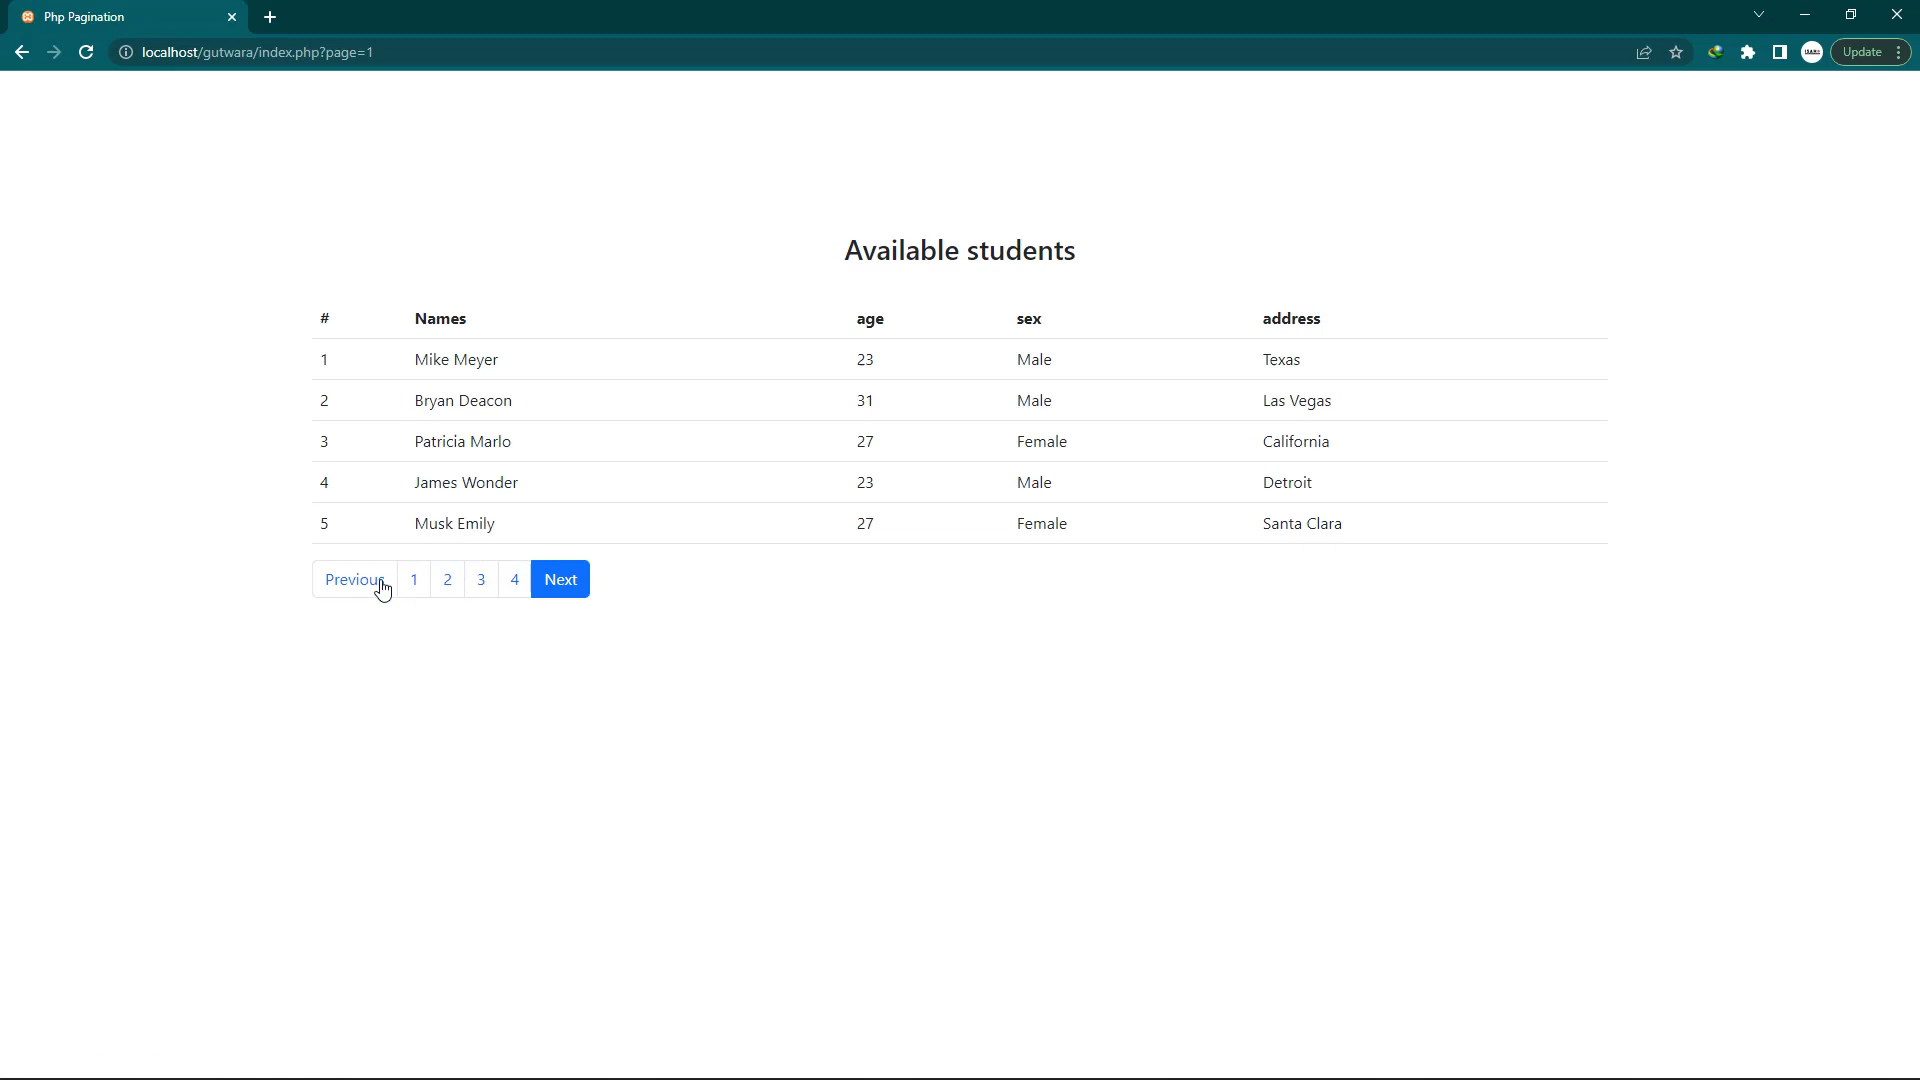 Php Pagination
localhost/gutwara/index.php?page=1
Update
Available students
# Names age sex address
1 Mike Meyer 23 Male Texas
2 Bryan Deacon 31 Male Las Vegas
3 Patricia Marlo 27 Female California
4 James Wonder 23 Male Detroit
5 Musk Emily 27 Female Santa Clara
Previous 1 2 3 4 Next